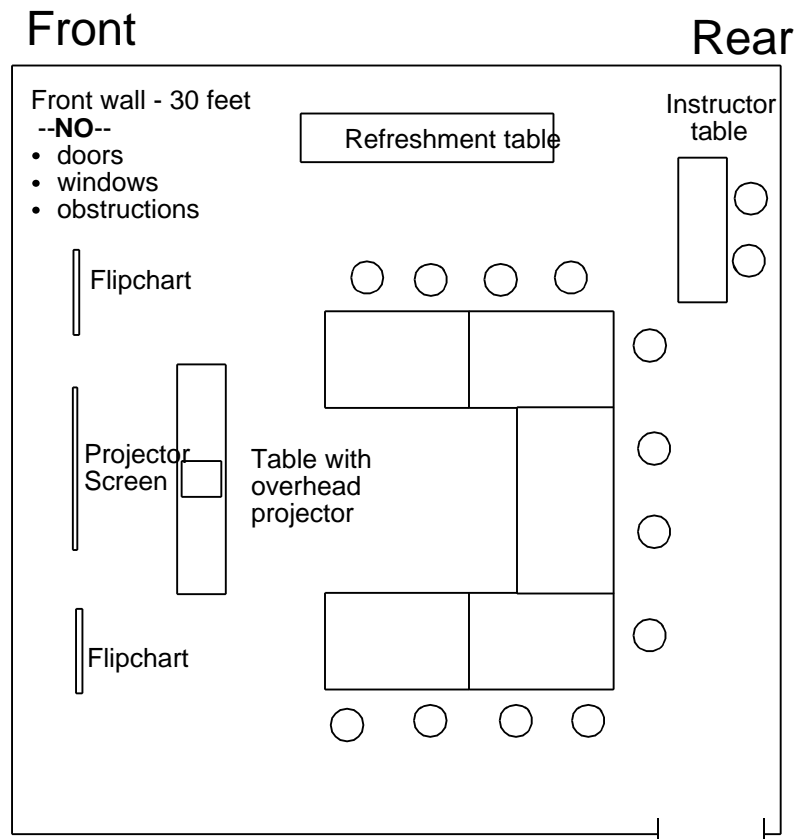 Front
Rear
Front wall - 30 feet
--NO--
• doors
• windows
• obstructions
Refreshment table
Instructor
table
Flipchart
Projector
Screen
Table with
overhead
projector
Flipchart